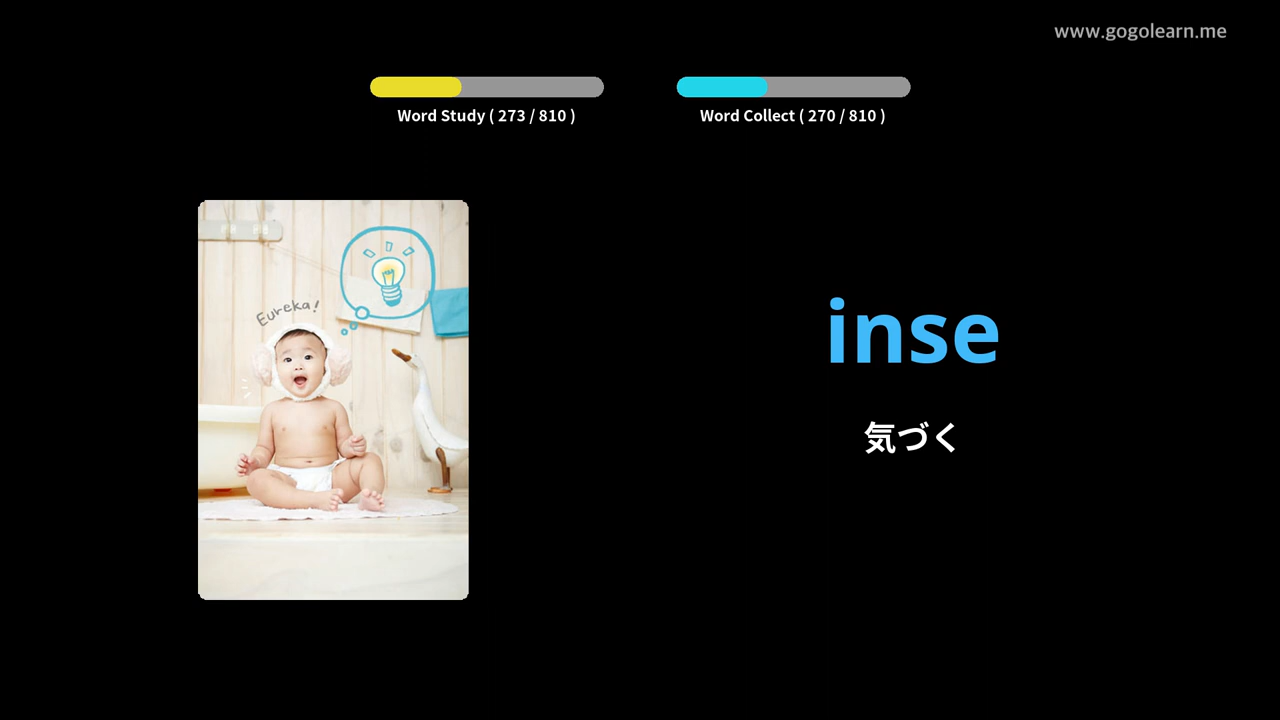 www.gogolearn.me
Word Study ( 273 / 810 )
Word Collect ( 270 / 810 )
Eureka!
inse
気づく